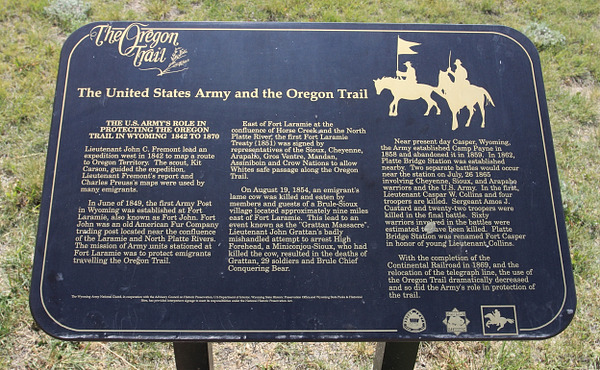 The Oregon
Trail
The United States Army and the Oregon Trail
THE U.S. ARMY'S ROLE IN
PROTECTING THE OREGON
TRAIL IN WYOMING 1842 TO 1870
Lieutenant John C. Fremont lead an
expedition west in 1842 to map a route
to Oregon Territory. The scout, Kit
Carson, guided the expedition.
Lieutenant Fremont's report and
Charles Preuss's maps were used by
many emigrants.
In June of 1849, the first Army Post
in Wyoming was established at Fort
Laramie, also known as Fort John. Fort
John was an old American Fur Company
trading post located near the confluence
of the Laramie and North Platte Rivers.
The mission of Army units stationed at
Fort Laramie was to protect emigrants
travelling the Oregon Trail.
East of Fort Laramie at the
confluence of Horse Creek and the North
Platte River, the first Fort Laramie
Treaty (1851) was signed by
representatives of the Sioux, Cheyenne,
Arapaho, Gros Ventre, Mandan,
Assiniboin and Crow Nations to allow
Whites safe passage along the Oregon
Trail.
On August 19, 1854, an emigrant's
lame cow was killed and eaten by
members and guests of a Brule-Sioux
village located approximately nine miles
east of Fort Laramie. This lead to an
event known as the "Grattan Massacre".
Lieutenant John Grattan's badly
mishandled attempt to arrest High
Forehead, a Miniconjou-Sioux, who had
killed the cow, resulted in the deaths of
Grattan, 29 soldiers and Brule Chief
Conquering Bear.
Near present day Casper, Wyoming,
the Army established Camp Payne in
1858 and abandoned it in 1859. In 1862,
Platte Bridge Station was established
nearby. Two separate battles would occur
near the station on July, 26 1865
involving Cheyenne, Sioux, and Arapaho
warriors and the U.S. Army. In the first,
Lieutenant Caspar W. Collins and four
troopers are killed. Sergeant Amos J.
Custard and twenty-two troopers were
killed in the final battle. Sixty
warriors involved in the battles were
estimated to have been killed. Platte
Bridge Station was renamed Fort Casper
in honor of young Lieutenant Collins.
With the completion of the
Continental Railroad in 1869, and the
relocation of the telegraph line, the use of
the Oregon Trail dramatically decreased
and so did the Army's role in protection of
the trail.